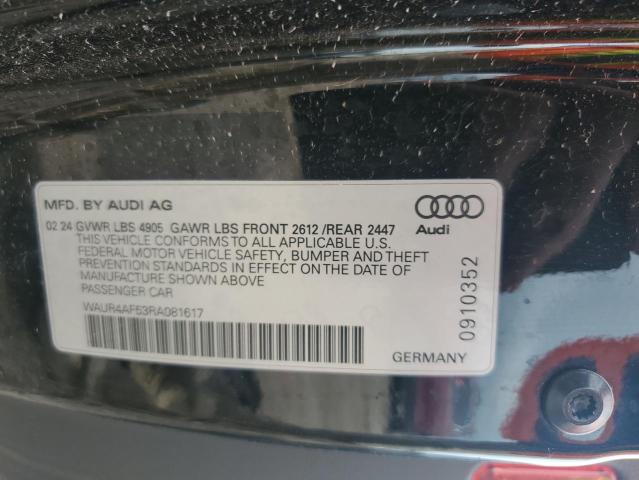 MFD. BY AUDI AG
02 24 GVWR LBS 4905 GAWR LBS FRONT 2612 /REAR 2447
THIS VEHICLE CONFORMS TO ALL APPLICABLE U.S.
FEDERAL MOTOR VEHICLE SAFETY, BUMPER AND THEFT
PREVENTION STANDARDS IN EFFECT ON THE DATE OF
MANUFACTURE SHOWN ABOVE
PASSENGER CAR
WAUR4AF53RA081617
Audi
0910352
GERMANY